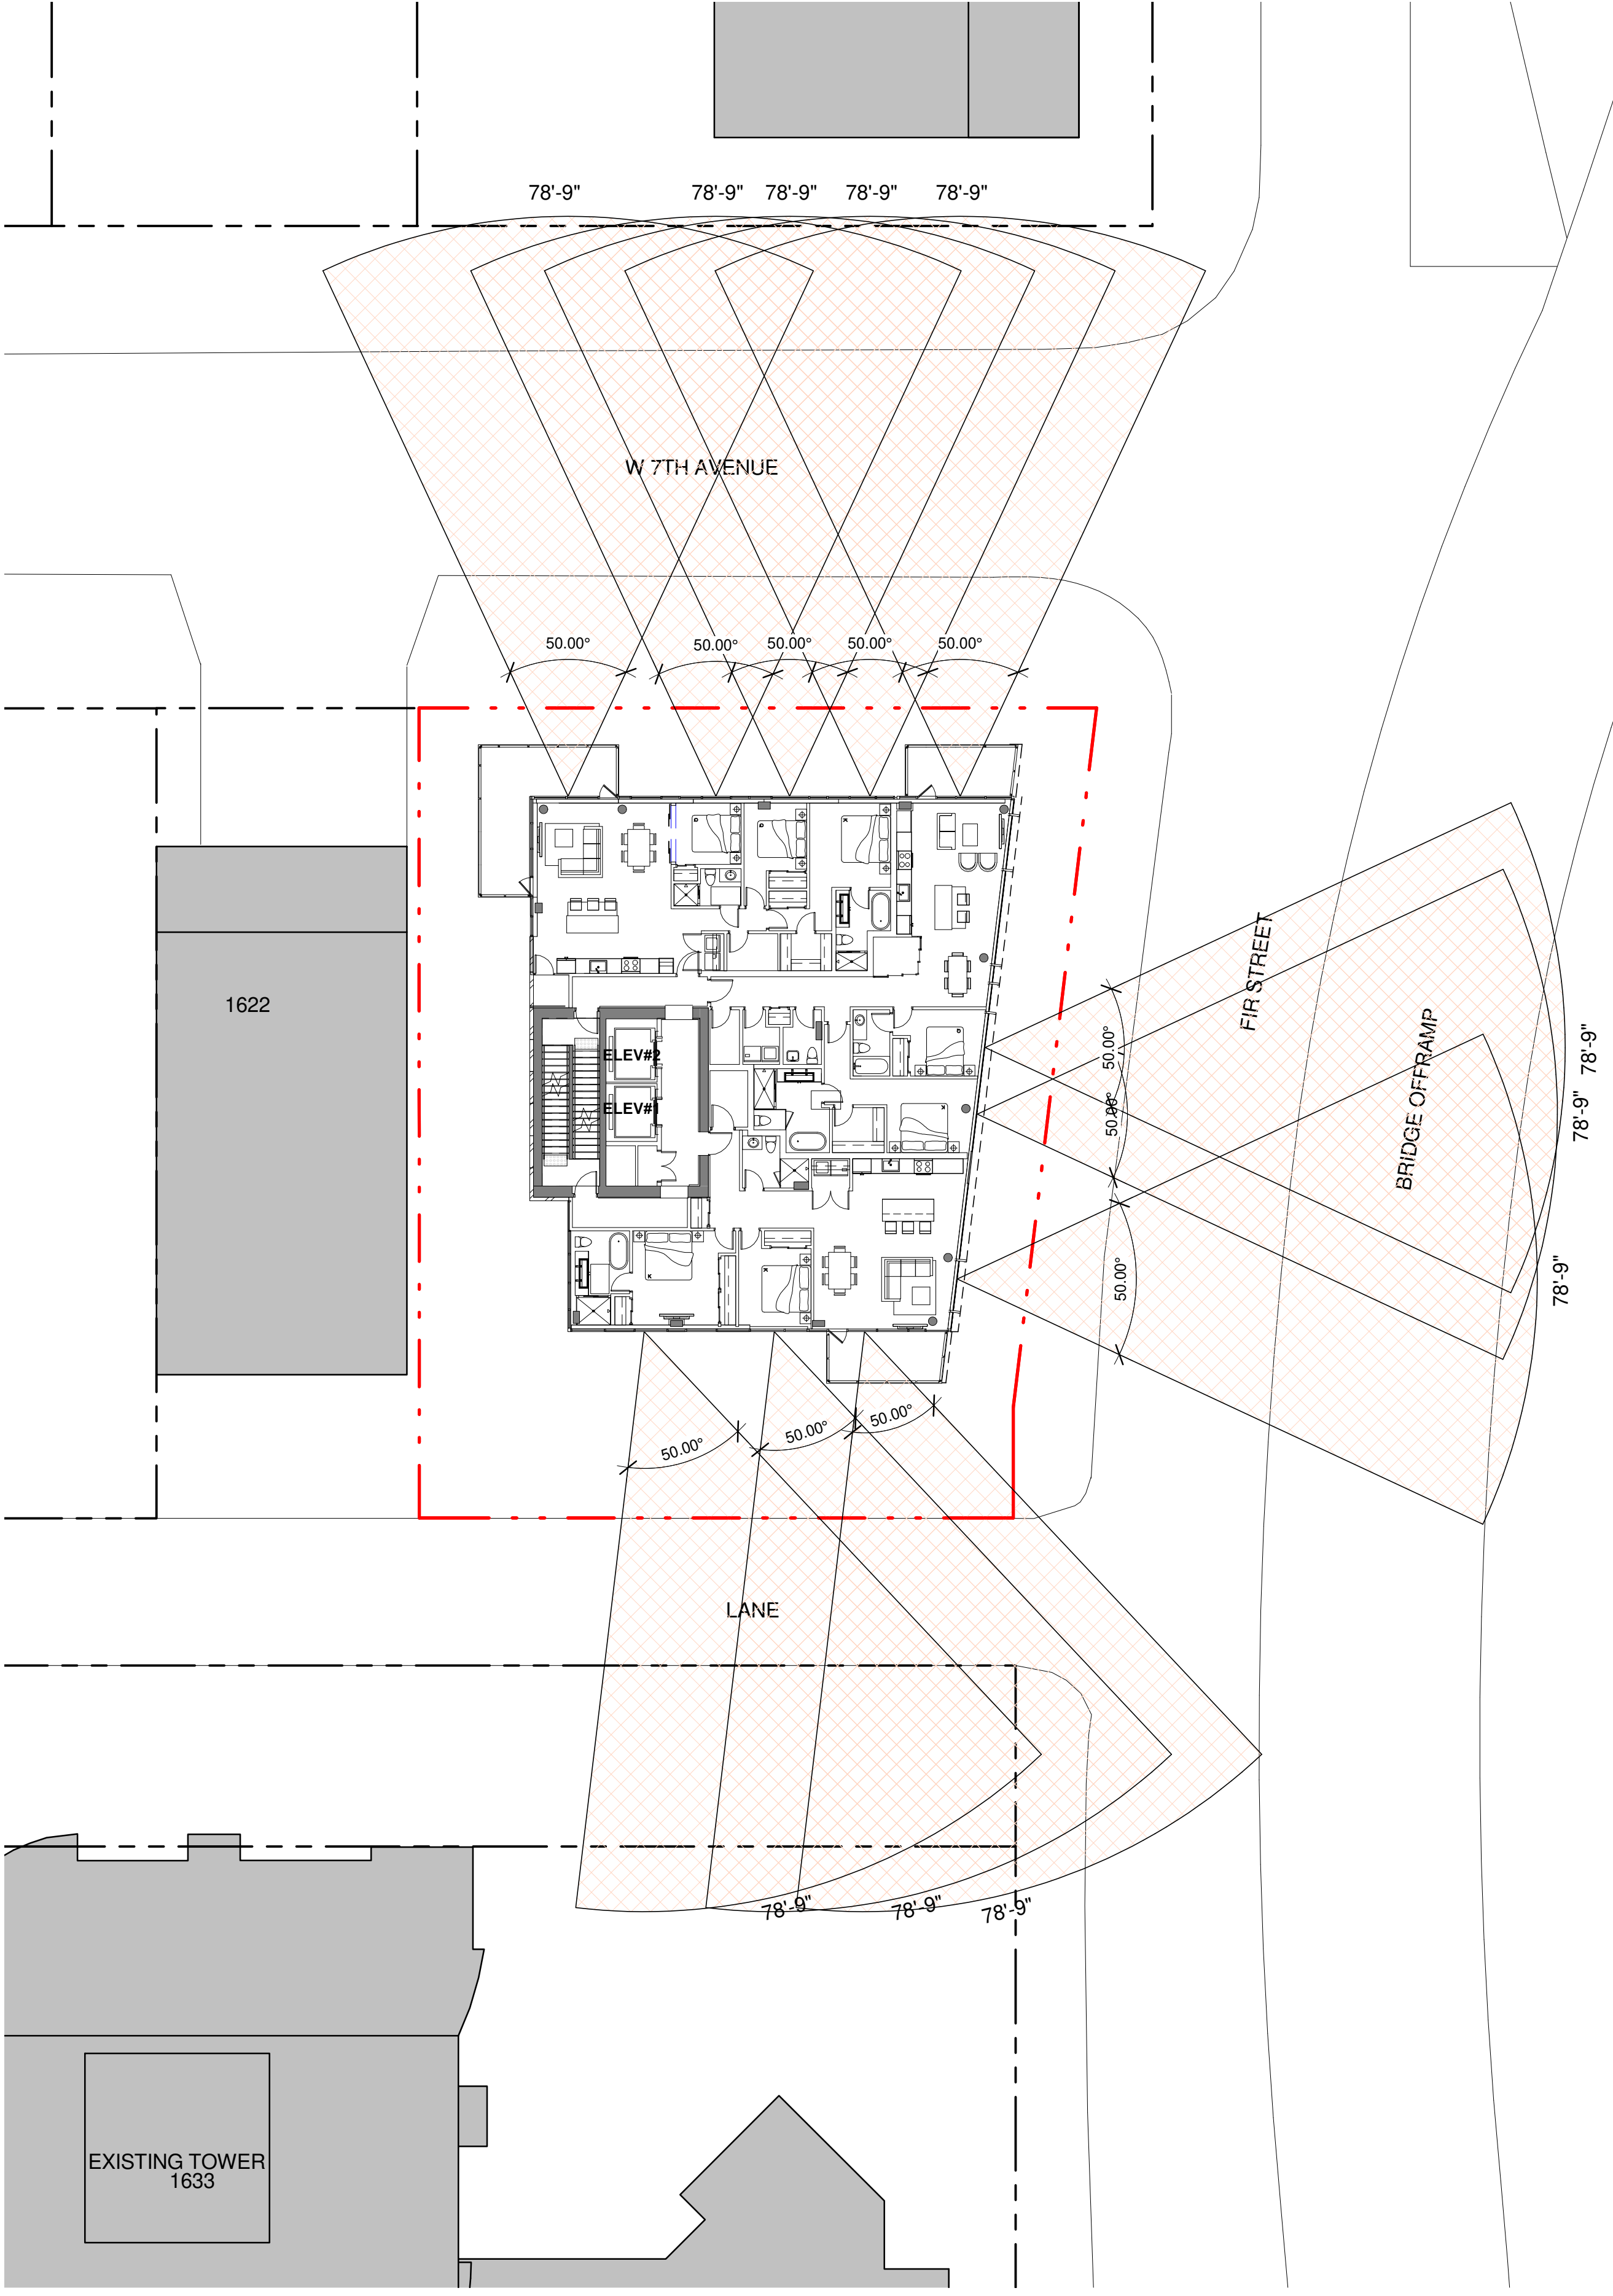 78'-9" 78'-9" 78'-9" 78'-9" 78'-9"
W 7TH AVENUE
50.00° 50.00° 50.00° 50.00° 50.00°
FIR STREET
1622
BRIDGE OFFRAMP
50.00°
78'-9"
ELEV#2
ELEV#1
50.00°
78'-9"
50.00°
78'-9"
50.00° 50.00° 50.00°
LANE
78'-9" 78'-9" 78'-9"
EXISTING TOWER
1633